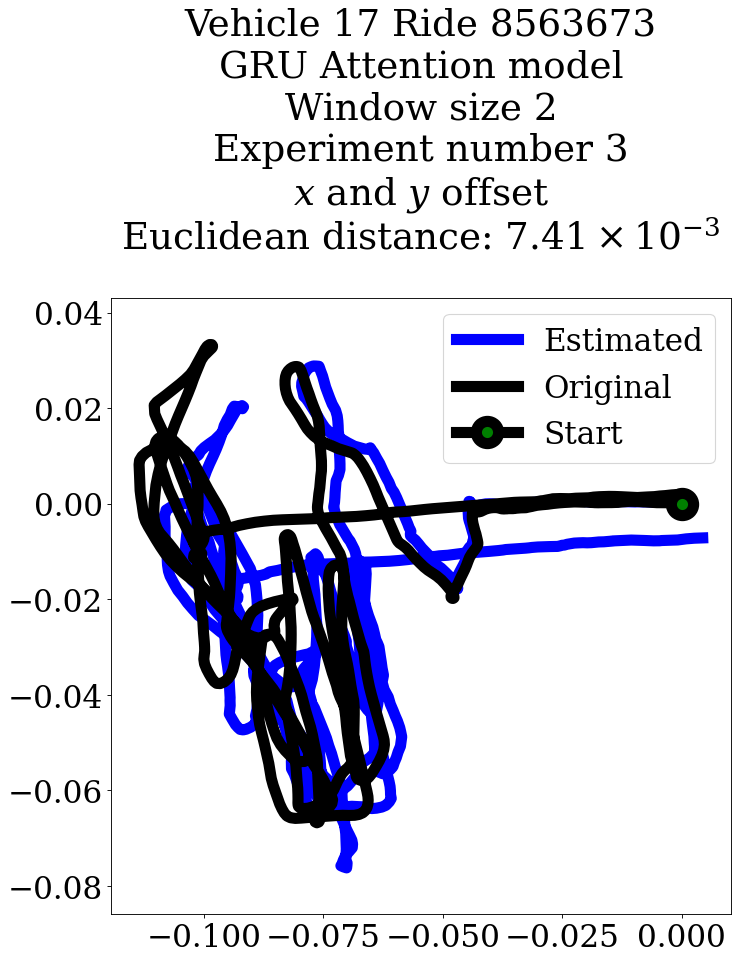 Vehicle 17 Ride 8563673
GRU Attention model
Window size 2
Experiment number 3
x and y offset
Euclidean distance: 7.41 × 10⁻³
Estimated
Original
Start
0.04
0.02
0.00
−0.02
−0.04
−0.06
−0.08
−0.100 −0.075 −0.050 −0.025 0.000